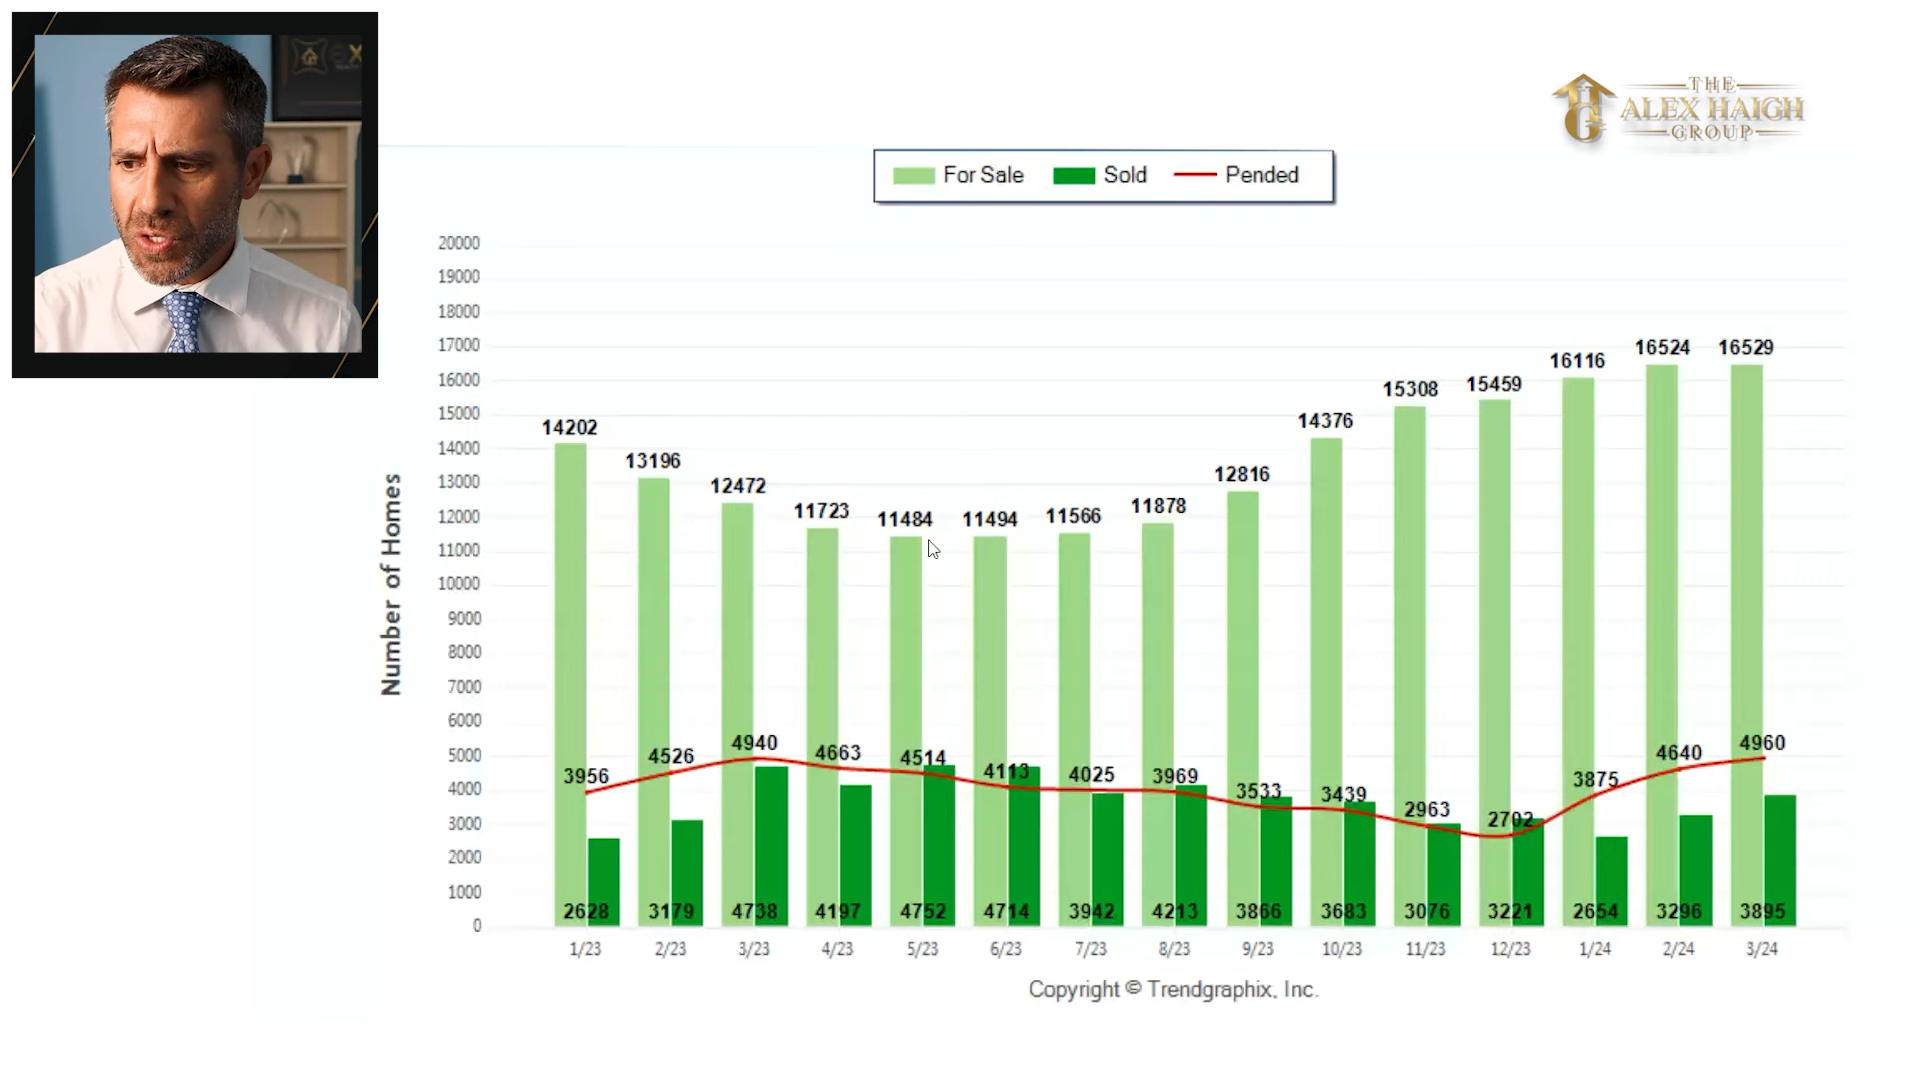 X
THE
ALEX HAIGH
GROUP
For Sale Sold Pended
Number of Homes
20000
19000
18000
17000
16000
15000
14000
13000
12000
11000
10000
9000
8000
7000
6000
5000
4000
3000
2000
1000
0
14202 13196 12472 11723 11484 11494 11566 11878 12816 14376 15308 15459 16116 16524 16529
3956 4526 4940 4663 4514 4113 4025 3969 3533 3439 2963 2702 3875 4640 4960
2628 3179 4738 4197 4752 4714 3942 4213 3866 3683 3076 3221 2654 3296 3895
1/23 2/23 3/23 4/23 5/23 6/23 7/23 8/23 9/23 10/23 11/23 12/23 1/24 2/24 3/24
Copyright © Trendgraphix, Inc.